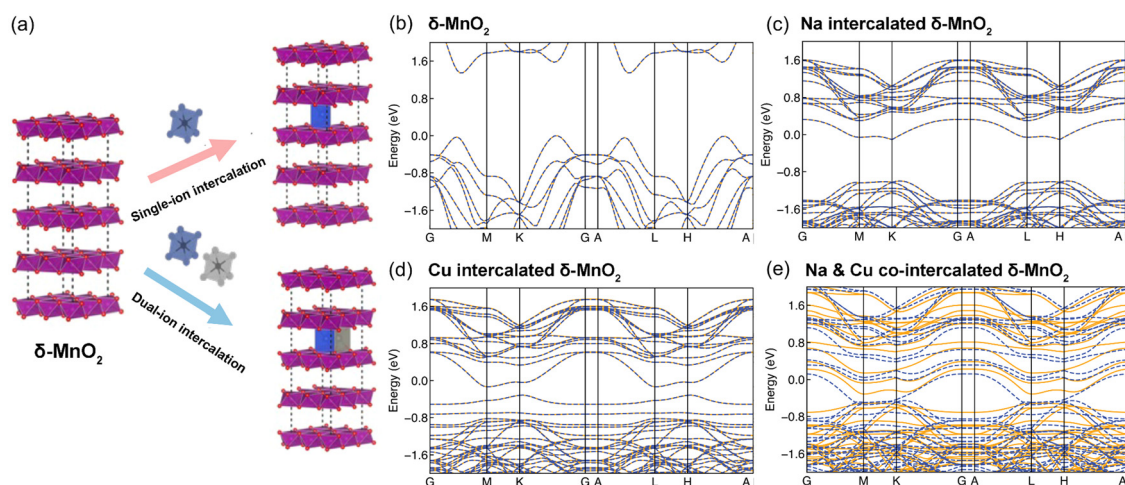 (a)
Single-ion intercalation
Dual-ion intercalation
δ-MnO₂
(b) δ-MnO₂
Energy (eV)
1.6
0.8
0.0
−0.8
−1.6
G M K G A L H A
(c) Na intercalated δ-MnO₂
Energy (eV)
1.6
0.8
0.0
−0.8
−1.6
G M K G A L H A
(d) Cu intercalated δ-MnO₂
Energy (eV)
1.6
0.8
0.0
−0.8
−1.6
G M K G A L H A
(e) Na & Cu co-intercalated δ-MnO₂
Energy (eV)
1.6
0.8
0.0
−0.8
−1.6
G M K G A L H A